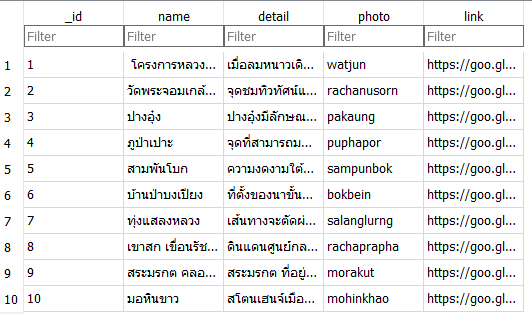 _id name detail photo link
Filter Filter Filter Filter Filter
1 1 โครงการหลวง... เมื่อลมหนาวเดิ... watjun https://goo.gl...
2 2 วัดพระจอมเกล้... จุดชมทิวทัศน์แ... rachanusorn https://goo.gl...
3 3 ปางอุ๋ง ปางอุ๋งมีลักษณ... pakaung https://goo.gl...
4 4 ภูป่าเปาะ จุดที่สามารถม... puphapor https://goo.gl...
5 5 สามพันโบก ความงดงามใต้... sampunbok https://goo.gl...
6 6 บ้านป่าบงเปียง ที่ตั้งของนาขั้น... bokbein https://goo.gl...
7 7 ทุ่งแสลงหลวง เส้นทางจะตัดผ่... salanglurng https://goo.gl...
8 8 เขาสก เขื่อนรัช... ดินแดนศูนย์กล... rachaprapha https://goo.gl...
9 9 สระมรกต คลอ... สระมรกต ที่อยู่... morakut https://goo.gl...
10 10 มอหินขาว สโตนเฮนจ์เมือ... mohinkhao https://goo.gl...